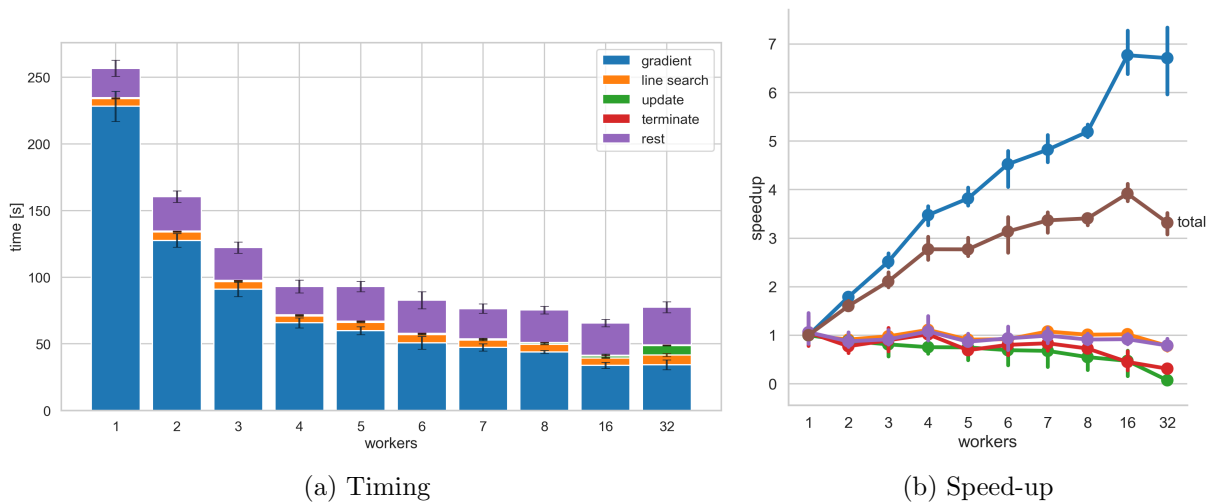 250
200
150
100
50
0
time [s]
gradient
line search
update
terminate
rest
1 2 3 4 5 6 7 8 16 32
workers
(a) Timing
7
6
5
4
3
2
1
0
speedup
total
1 2 3 4 5 6 7 8 16 32
workers
(b) Speed-up